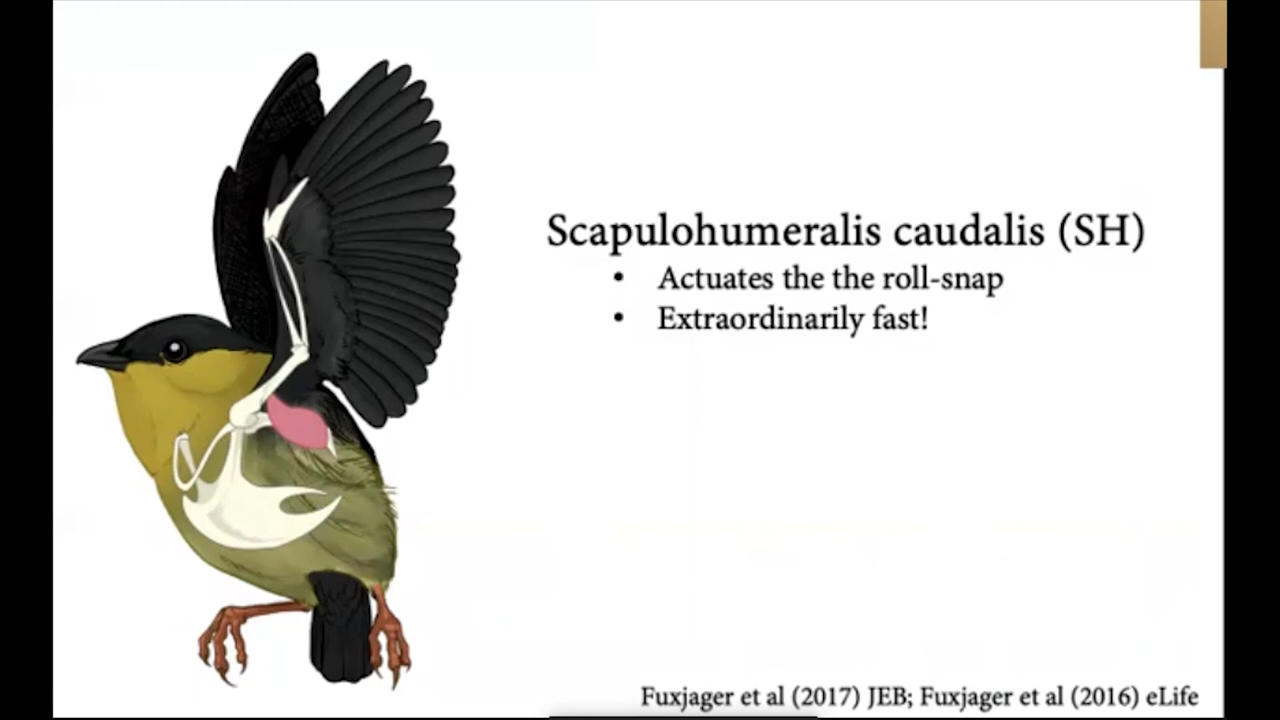 Scapulohumeralis caudalis (SH)
• Actuates the the roll-snap
• Extraordinarily fast!
Fuxjager et al (2017) JEB; Fuxjager et al (2016) eLife